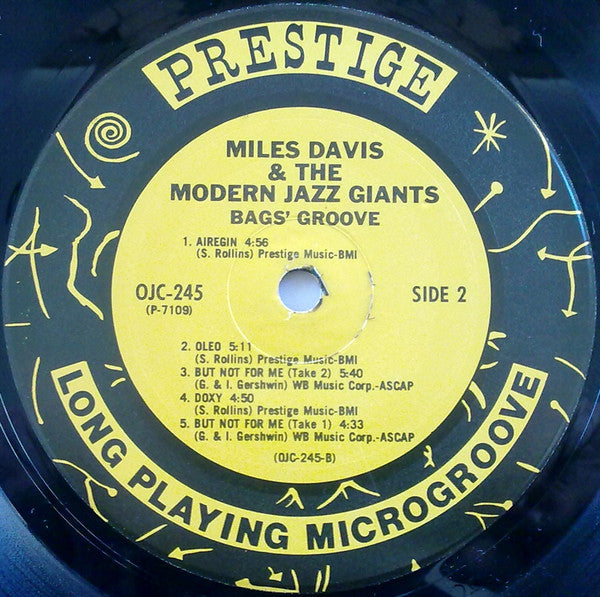 PRESTIGE
MILES DAVIS
& THE
MODERN JAZZ GIANTS
BAGS' GROOVE
1. AIREGIN 4:56
(S. Rollins) Prestige Music-BMI
OJC-245
(P-7109)
SIDE 2
2. OLEO 5:11
(S. Rollins) Prestige Music-BMI
3. BUT NOT FOR ME (Take 2) 5:40
(G. & I. Gershwin) WB Music Corp.-ASCAP
4. DOXY 4:50
(S. Rollins) Prestige Music-BMI
5. BUT NOT FOR ME (Take 1) 4:33
(G. & I. Gershwin) WB Music Corp.-ASCAP
(OJC-245-B)
LONG PLAYING MICROGROOVE